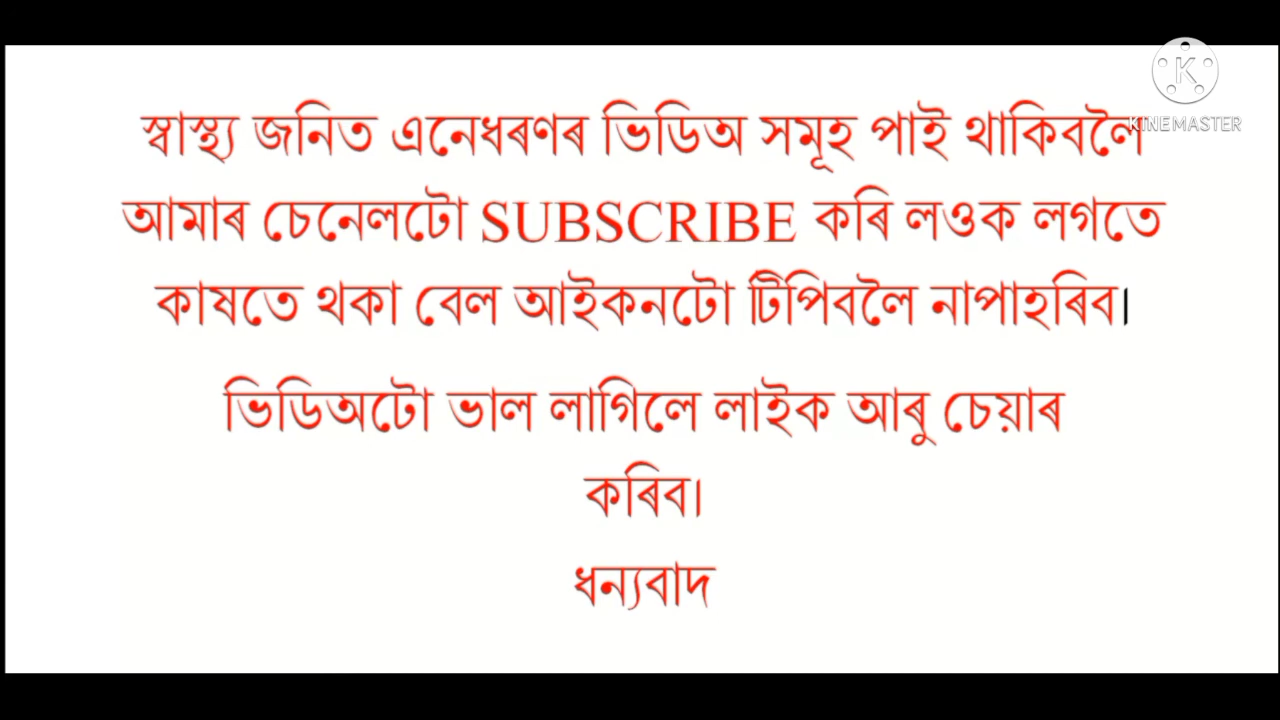 স্বাস্থ্য জনিত এনেধৰণৰ ভিডিঅ সমূহ পাই থাকিবলৈ
আমাৰ চেনেলটো SUBSCRIBE কৰি লওক লগতে
কাষতে থকা বেল আইকনটো টিপিবলৈ নাপাহৰিব।
ভিডিঅটো ভাল লাগিলে লাইক আৰু চেয়াৰ
কৰিব।
ধন্যবাদ
K
KINEMASTER